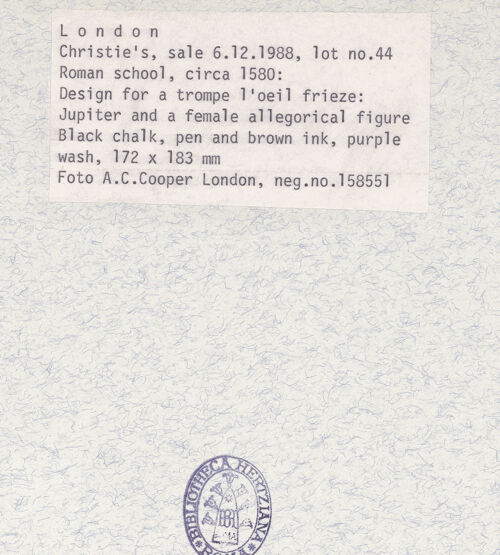 L o n d o n
Christie's, sale 6.12.1988, lot no.44
Roman school, circa 1580:
Design for a trompe l'oeil frieze:
Jupiter and a female allegorical figure
Black chalk, pen and brown ink, purple
wash, 172 x 183 mm
Foto A.C.Cooper London, neg.no.158551
BIBLIOTHECA HERTZIANA
ROMA